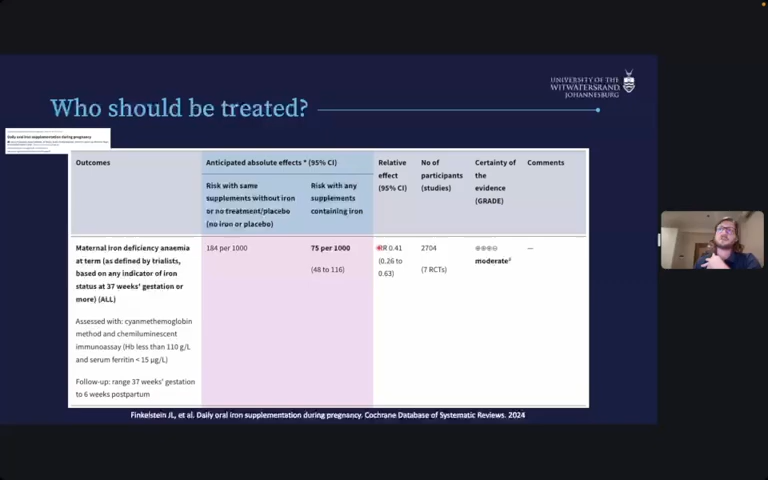 UNIVERSITY OF THE
WITWATERSRAND
JOHANNESBURG
Who should be treated?
Daily oral iron supplementation during pregnancy
Outcomes
Anticipated absolute effects * (95% CI)
Risk with same
supplements without iron
or no treatment/placebo
(no iron or placebo)
Risk with any
supplements
containing iron
Relative
effect
(95% CI)
No of
participants
(studies)
Certainty of
the
evidence
(GRADE)
Comments
Maternal iron deficiency anaemia
at term (as defined by trialists,
based on any indicator of iron
status at 37 weeks' gestation or
more) (ALL)
Assessed with: cyanmethemoglobin
method and chemiluminescent
immunoassay (Hb less than 110 g/L
and serum ferritin < 15 µg/L)
Follow-up: range 37 weeks' gestation
to 6 weeks postpartum
184 per 1000
75 per 1000
(48 to 116)
RR 0.41
(0.26 to
0.63)
2704
(7 RCTs)
moderate
—
Finkelstein JL, et al. Daily oral iron supplementation during pregnancy. Cochrane Database of Systematic Reviews. 2024